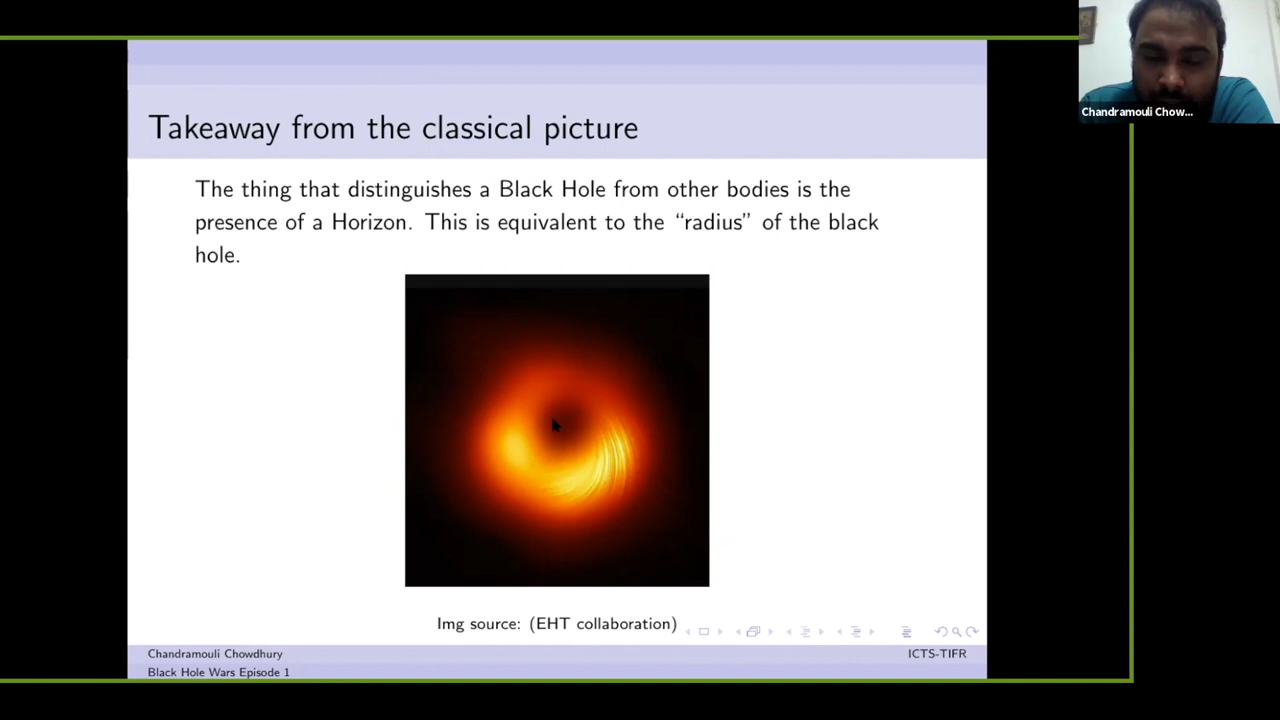 Takeaway from the classical picture
The thing that distinguishes a Black Hole from other bodies is the
presence of a Horizon. This is equivalent to the “radius” of the black
hole.
Img source: (EHT collaboration)
Chandramouli Chowdhury
ICTS-TIFR
Black Hole Wars Episode 1
Chandramouli Chow...